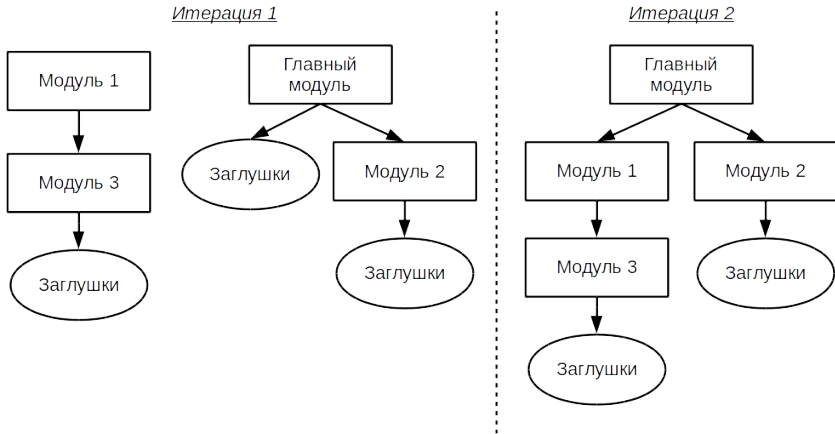 Итерация 1
Модуль 1
Модуль 3
Заглушки
Главный
модуль
Заглушки
Модуль 2
Заглушки
Итерация 2
Главный
модуль
Модуль 1
Модуль 2
Модуль 3
Заглушки
Заглушки